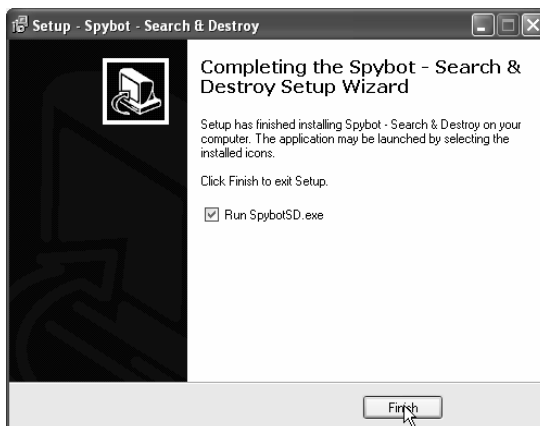 Setup - Spybot - Search & Destroy
Completing the Spybot - Search &
Destroy Setup Wizard
Setup has finished installing Spybot - Search & Destroy on your
computer. The application may be launched by selecting the
installed icons.
Click Finish to exit Setup.
Run SpybotSD.exe
Finish